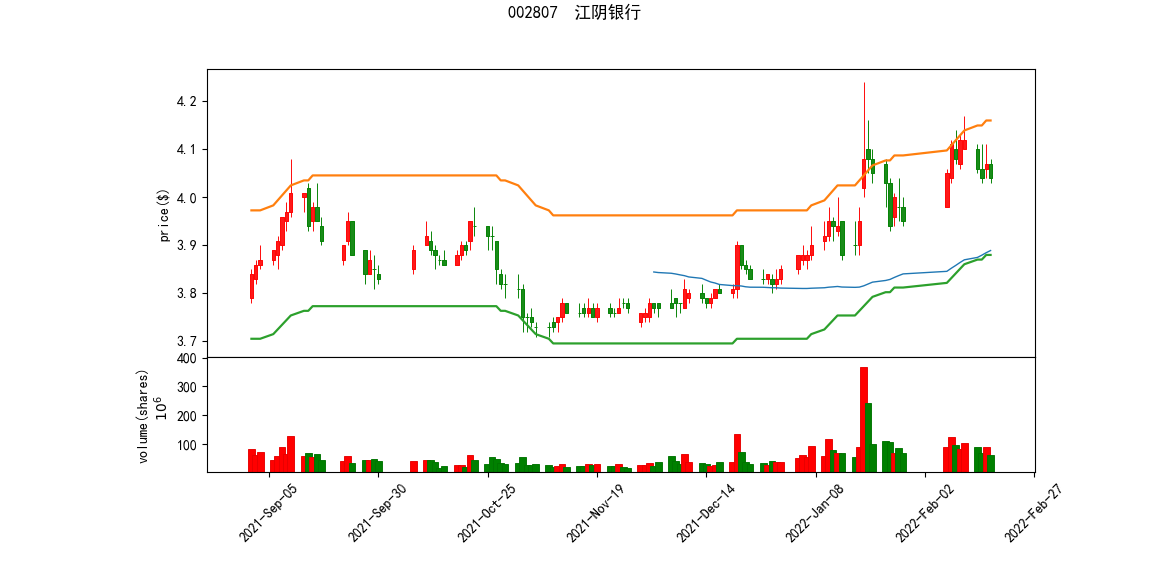 002807 江阴银行
price($)
4.2
4.1
4.0
3.9
3.8
3.7
volume(shares)
10^6
400
300
200
100
2021-Sep-05
2021-Sep-30
2021-Oct-25
2021-Nov-19
2021-Dec-14
2022-Jan-08
2022-Feb-02
2022-Feb-27